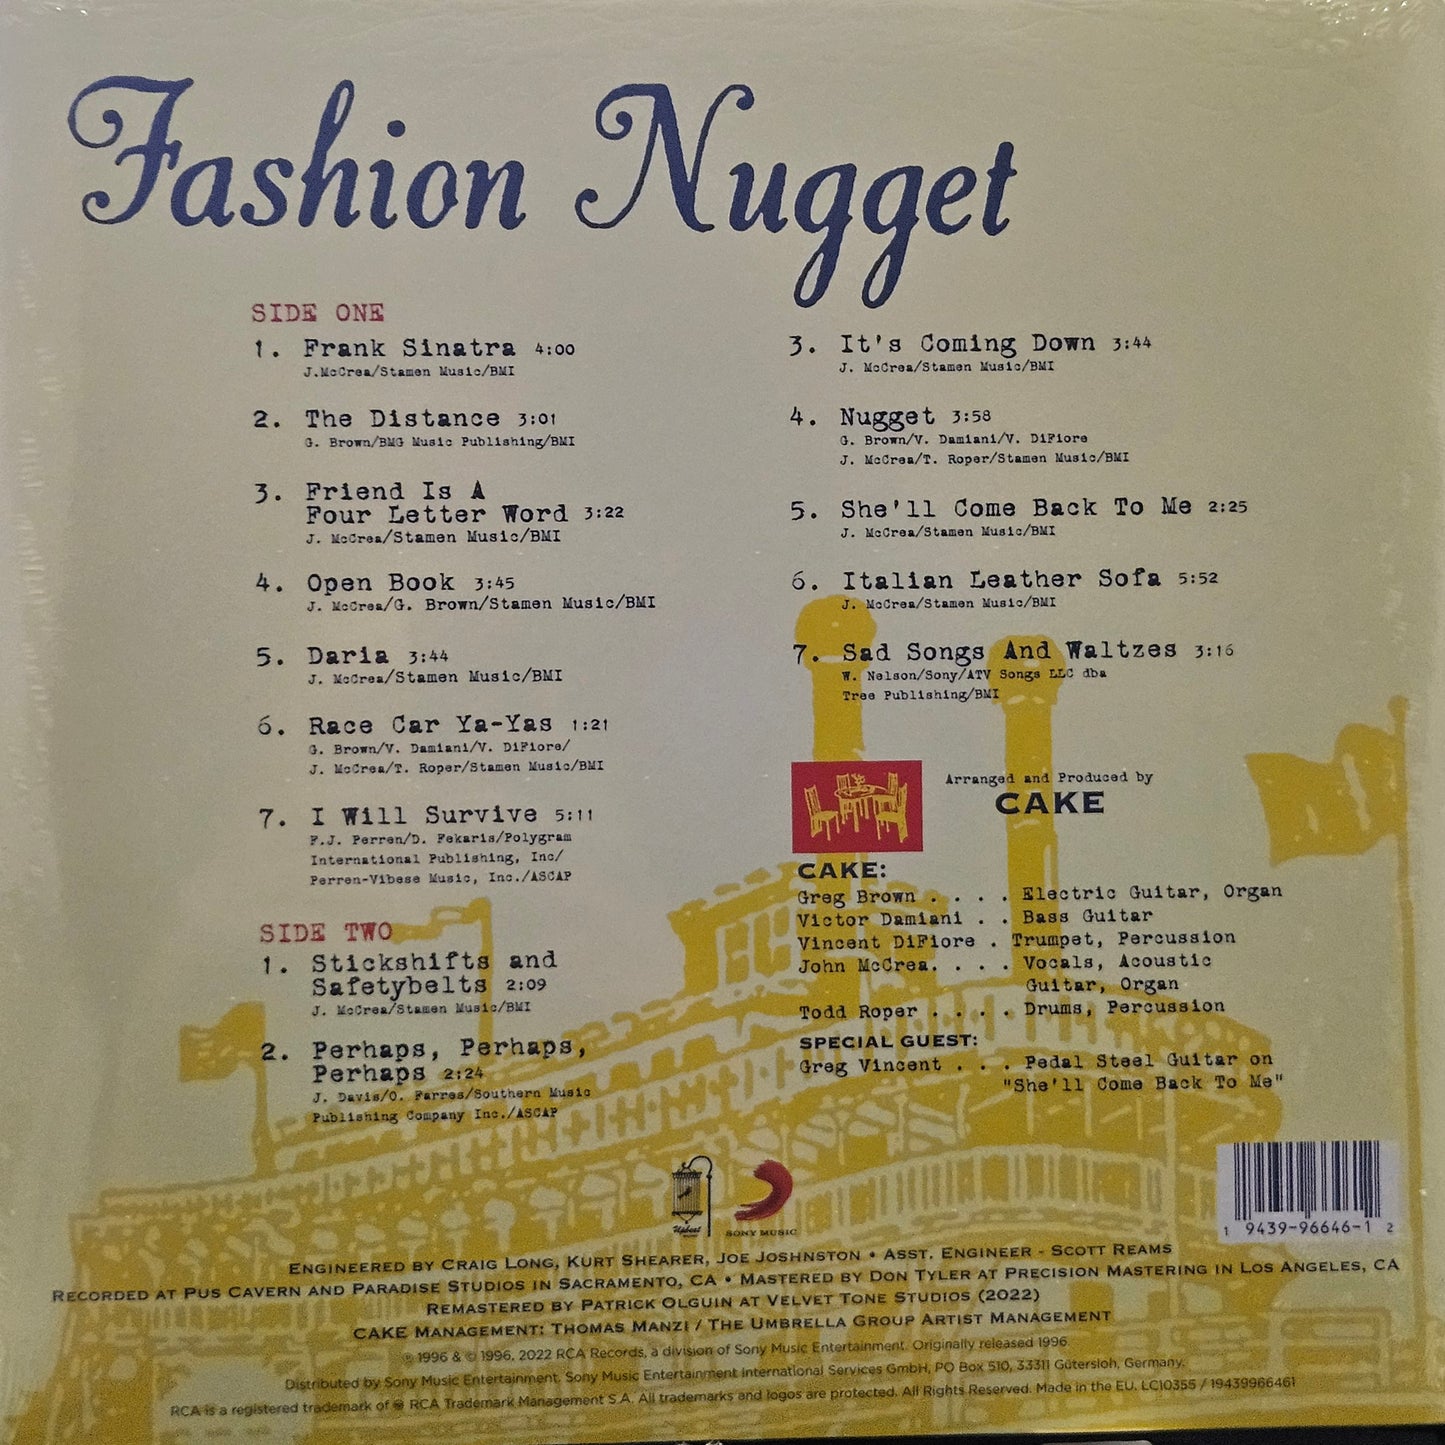 Fashion Nugget
SIDE ONE
1. Frank Sinatra 4:00
J.McCrea/Stamen Music/BMI
2. The Distance 3:01
G. Brown/BMG Music Publishing/BMI
3. Friend Is A
Four Letter Word 3:22
J. McCrea/Stamen Music/BMI
4. Open Book 3:45
J. McCrea/G. Brown/Stamen Music/BMI
5. Daria 3:44
J. McCrea/Stamen Music/BMI
6. Race Car Ya-Yas 1:21
G. Brown/V. Damiani/V. DiFiore/
J. McCrea/T. Roper/Stamen Music/BMI
7. I Will Survive 5:11
F.J. Perren/D. Fekaris/Polygram
International Publishing, Inc/
Perren-Vibese Music, Inc./ASCAP
SIDE TWO
1. Stickshifts and
Safetybelts 2:09
J. McCrea/Stamen Music/BMI
2. Perhaps, Perhaps,
Perhaps 2:24
J. Davis/O. Farres/Southern Music
Publishing Company Inc./ASCAP
3. It's Coming Down 3:44
J. McCrea/Stamen Music/BMI
4. Nugget 3:58
G. Brown/V. Damiani/V. DiFiore
J. McCrea/T. Roper/Stamen Music/BMI
5. She'll Come Back To Me 2:25
J. McCrea/Stamen Music/BMI
6. Italian Leather Sofa 5:52
J. McCrea/Stamen Music/BMI
7. Sad Songs And Waltzes 3:16
W. Nelson/Sony/ATV Songs LLC dba
Tree Publishing/BMI
Arranged and Produced by
CAKE
CAKE:
Greg Brown . . . . Electric Guitar, Organ
Victor Damiani . . Bass Guitar
Vincent DiFiore . Trumpet, Percussion
John McCrea. . . . Vocals, Acoustic
Guitar, Organ
Todd Roper . . . . Drums, Percussion
SPECIAL GUEST:
Greg Vincent . . . Pedal Steel Guitar on
"She'll Come Back To Me"
Upbeat
SONY MUSIC
1 9439-96646-1 2
ENGINEERED BY CRAIG LONG, KURT SHEARER, JOE JOSHNSTON • ASST. ENGINEER - SCOTT REAMS
RECORDED AT PUS CAVERN AND PARADISE STUDIOS IN SACRAMENTO, CA • MASTERED BY DON TYLER AT PRECISION MASTERING IN LOS ANGELES, CA
REMASTERED BY PATRICK OLGUIN AT VELVET TONE STUDIOS (2022)
CAKE MANAGEMENT: THOMAS MANZI / THE UMBRELLA GROUP ARTIST MANAGEMENT
℗ 1996 & © 1996, 2022 RCA Records, a division of Sony Music Entertainment. Originally released 1996
Distributed by Sony Music Entertainment. Sony Music Entertainment International Services GmbH, PO Box 510, 33311 Gütersloh, Germany.
RCA is a registered trademark of ® RCA Trademark Management S.A. All trademarks and logos are protected. All Rights Reserved. Made in the EU. LC10355 / 19439966461